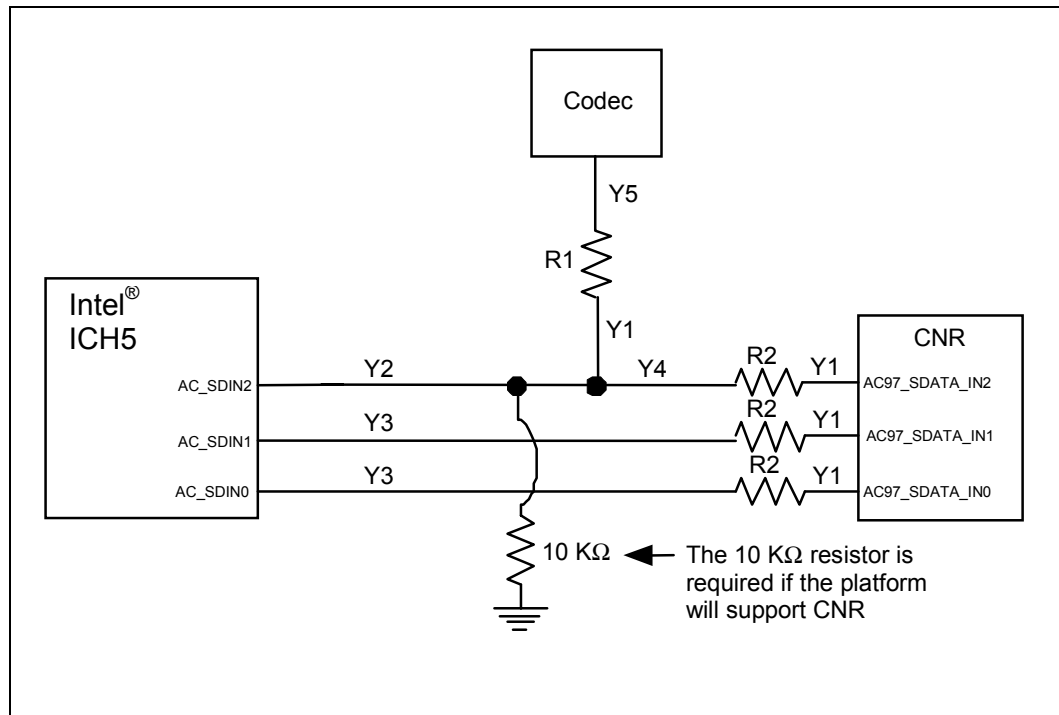 Codec
Y5
R1
Y1
Intel®
ICH5
CNR
AC_SDIN2
Y2
Y4
R2
Y1
AC97_SDATA_IN2
AC_SDIN1
Y3
R2
Y1
AC97_SDATA_IN1
AC_SDIN0
Y3
R2
Y1
AC97_SDATA_IN0
10 KΩ
The 10 KΩ resistor is
required if the platform
will support CNR